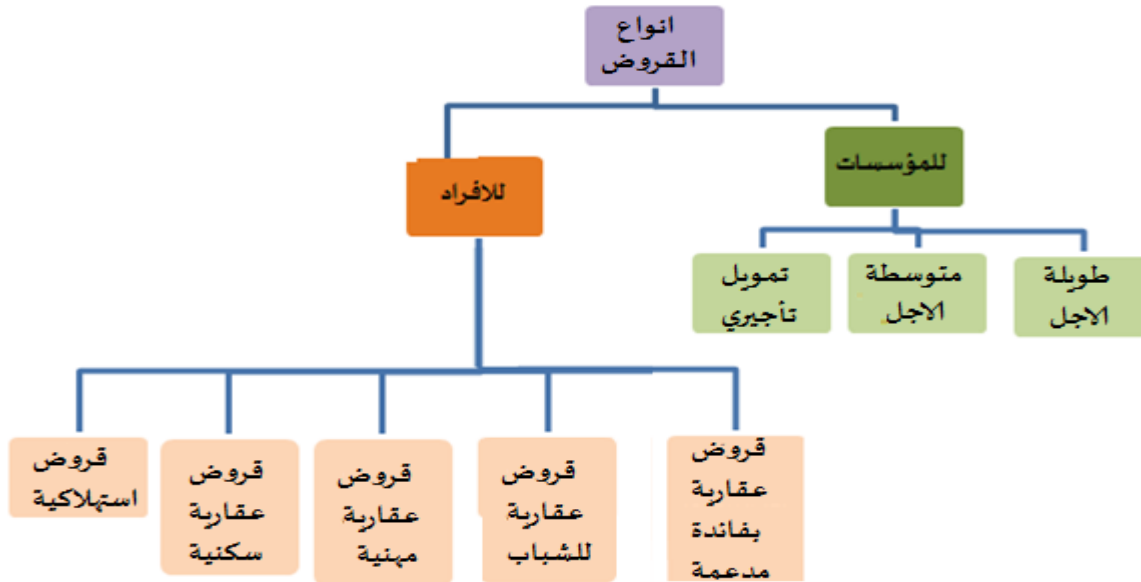 انواع
القروض
للمؤسسات
للافراد
طويلة
الاجل
متوسطة
الاجل
تمويل
تأجيري
قروض
عقارية
بفائدة
مدعمة
قروض
عقارية
للشباب
قروض
عقارية
مهنية
قروض
عقارية
سكنية
قروض
استهلاكية